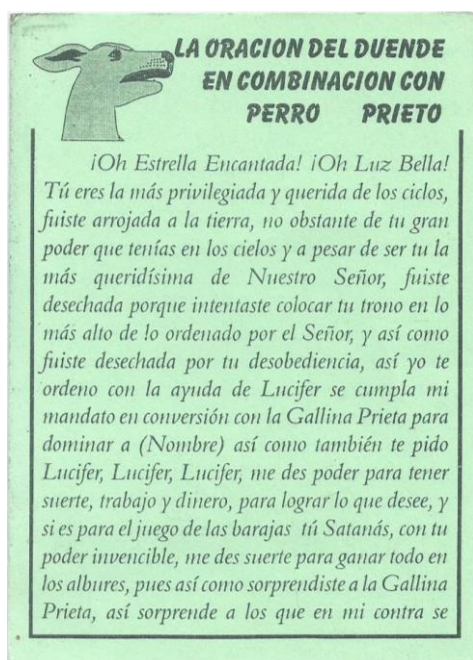 LA ORACION DEL DUENDE
EN COMBINACION CON
PERRO PRIETO
¡Oh Estrella Encantada! ¡Oh Luz Bella!
Tú eres la más privilegiada y querida de los ciclos,
fuiste arrojada a la tierra, no obstante de tu gran
poder que tenías en los cielos y a pesar de ser tu la
más queridísima de Nuestro Señor, fuiste
desechada porque intentaste colocar tu trono en lo
más alto de lo ordenado por el Señor, y así como
fuiste desechada por tu desobediencia, así yo te
ordeno con la ayuda de Lucifer se cumpla mi
mandato en conversión con la Gallina Prieta para
dominar a (Nombre) así como también te pido
Lucifer, Lucifer, Lucifer, me des poder para tener
suerte, trabajo y dinero, para lograr lo que desee, y
si es para el juego de las barajas tú Satanás, con tu
poder invencible, me des suerte para ganar todo en
los albures, pues así como sorprendiste a la Gallina
Prieta, así sorprende a los que en mi contra se